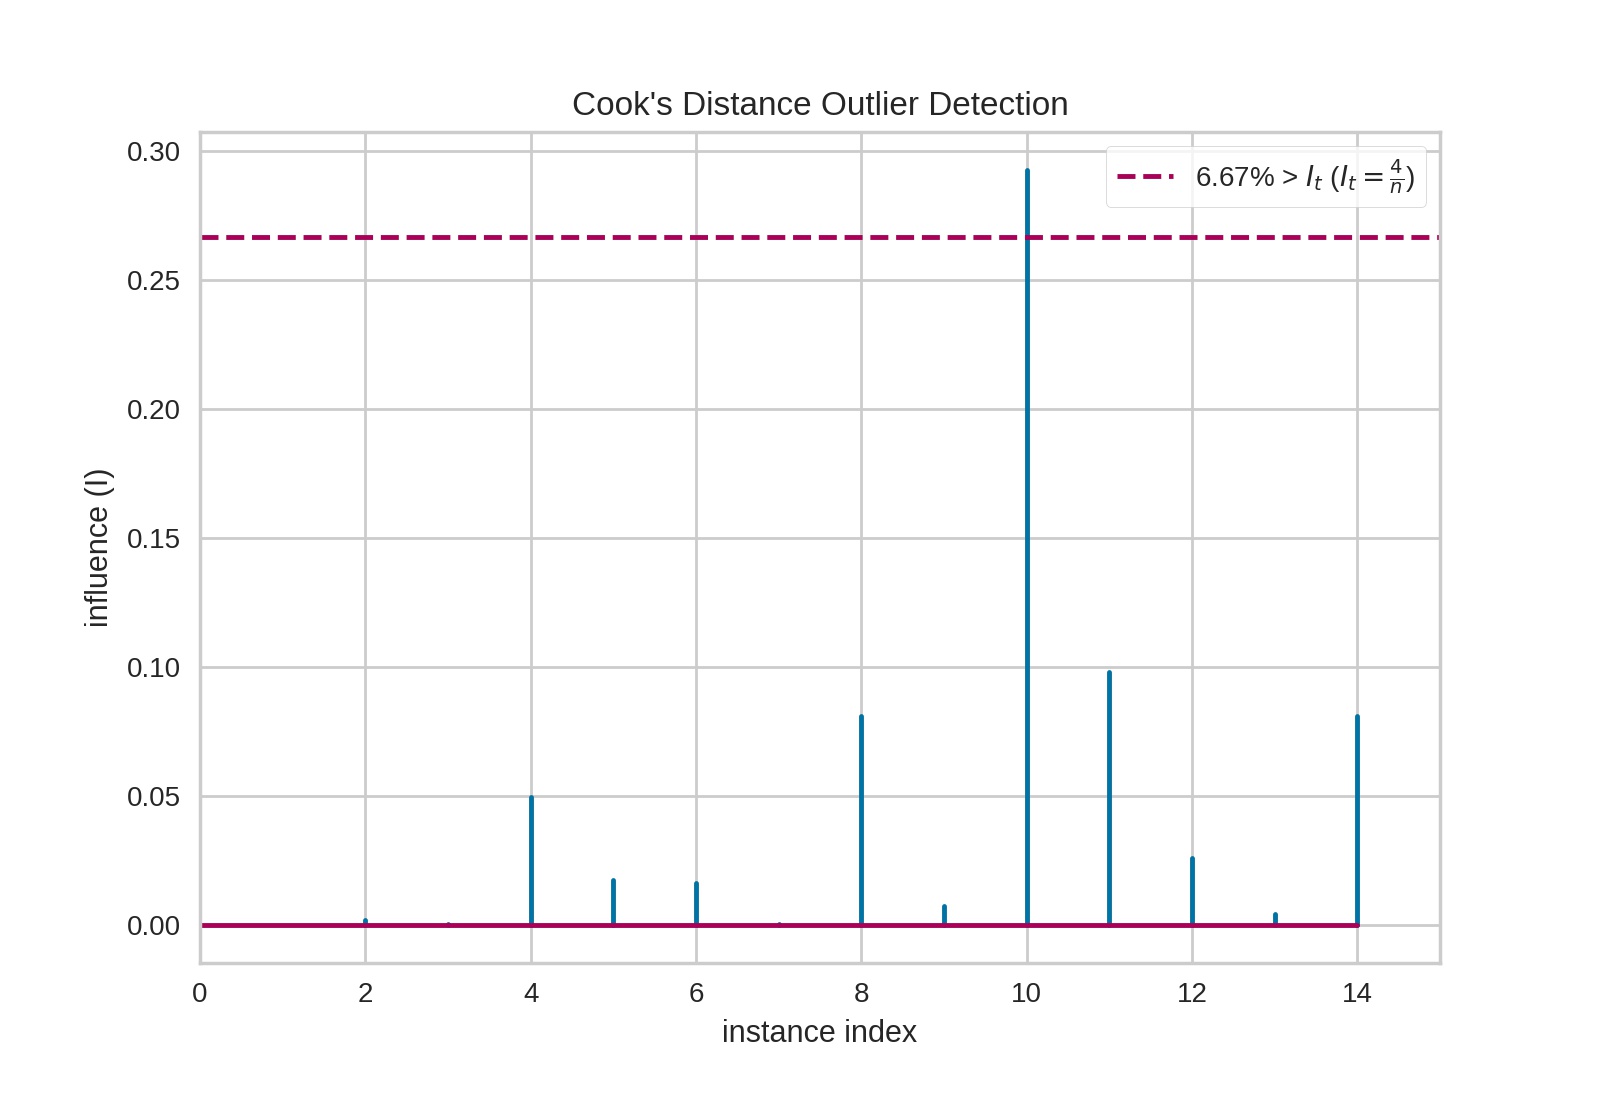 Cook's Distance Outlier Detection
6.67% > I_t (I_t = 4/n)
0.30
0.25
0.20
0.15
0.10
0.05
0.00
influence (I)
0 2 4 6 8 10 12 14
instance index